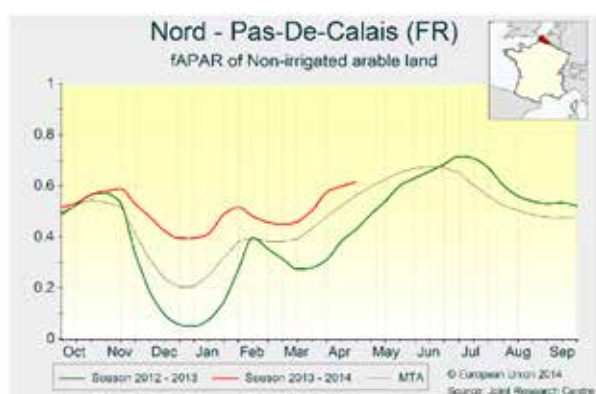 Nord - Pas-De-Calais (FR)
fAPAR of Non-irrigated arable land
1
0.8
0.6
0.4
0.2
0
Oct Nov Dec Jan Feb Mar Apr May Jun Jul Aug Sep
Season 2012 - 2013 Season 2013 - 2014 MTA
© European Union 2014
Source: Joint Research Centre